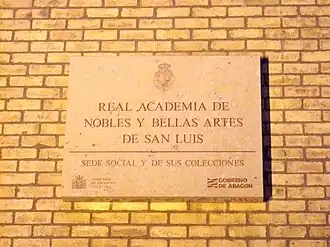 REAL ACADEMIA DE
NOBLES Y BELLAS ARTES
DE SAN LUIS
SEDE SOCIAL Y DE SUS COLECCIONES
GOBIERNO
DE ARAGON